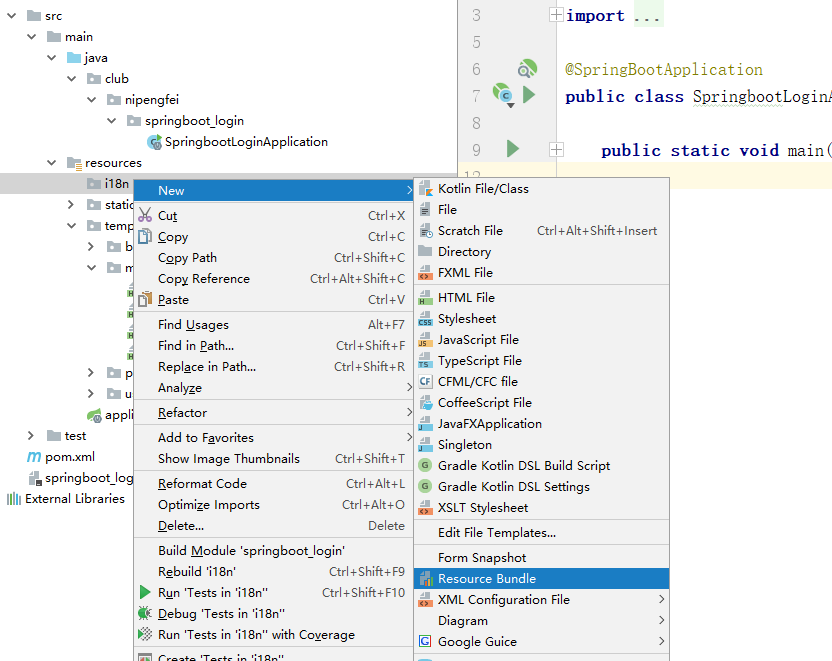 src
main
java
club
nipengfei
springboot_login
SpringbootLoginApplication
resources
i18n
static
temp
b
m
p
u
appli
test
pom.xml
springboot_log
External Libraries
3
import ...
5
6
@SpringBootApplication
7
public class SpringbootLoginA
8
9
public static void main(
New
Cut Ctrl+X
Copy Ctrl+C
Copy Path Ctrl+Shift+C
Copy Reference Ctrl+Alt+Shift+C
Paste Ctrl+V
Find Usages Alt+F7
Find in Path... Ctrl+Shift+F
Replace in Path... Ctrl+Shift+R
Analyze
Refactor
Add to Favorites
Show Image Thumbnails Ctrl+Shift+T
Reformat Code Ctrl+Alt+L
Optimize Imports Ctrl+Alt+O
Delete... Delete
Build Module 'springboot_login'
Rebuild 'i18n' Ctrl+Shift+F9
Run 'Tests in 'i18n'' Ctrl+Shift+F10
Debug 'Tests in 'i18n''
Run 'Tests in 'i18n'' with Coverage
Create 'Tests in 'i18n''
Kotlin File/Class
File
Scratch File Ctrl+Alt+Shift+Insert
Directory
FXML File
HTML File
Stylesheet
JavaScript File
TypeScript File
CFML/CFC file
CoffeeScript File
JavaFXApplication
Singleton
Gradle Kotlin DSL Build Script
Gradle Kotlin DSL Settings
XSLT Stylesheet
Edit File Templates...
Form Snapshot
Resource Bundle
XML Configuration File
Diagram
Google Guice